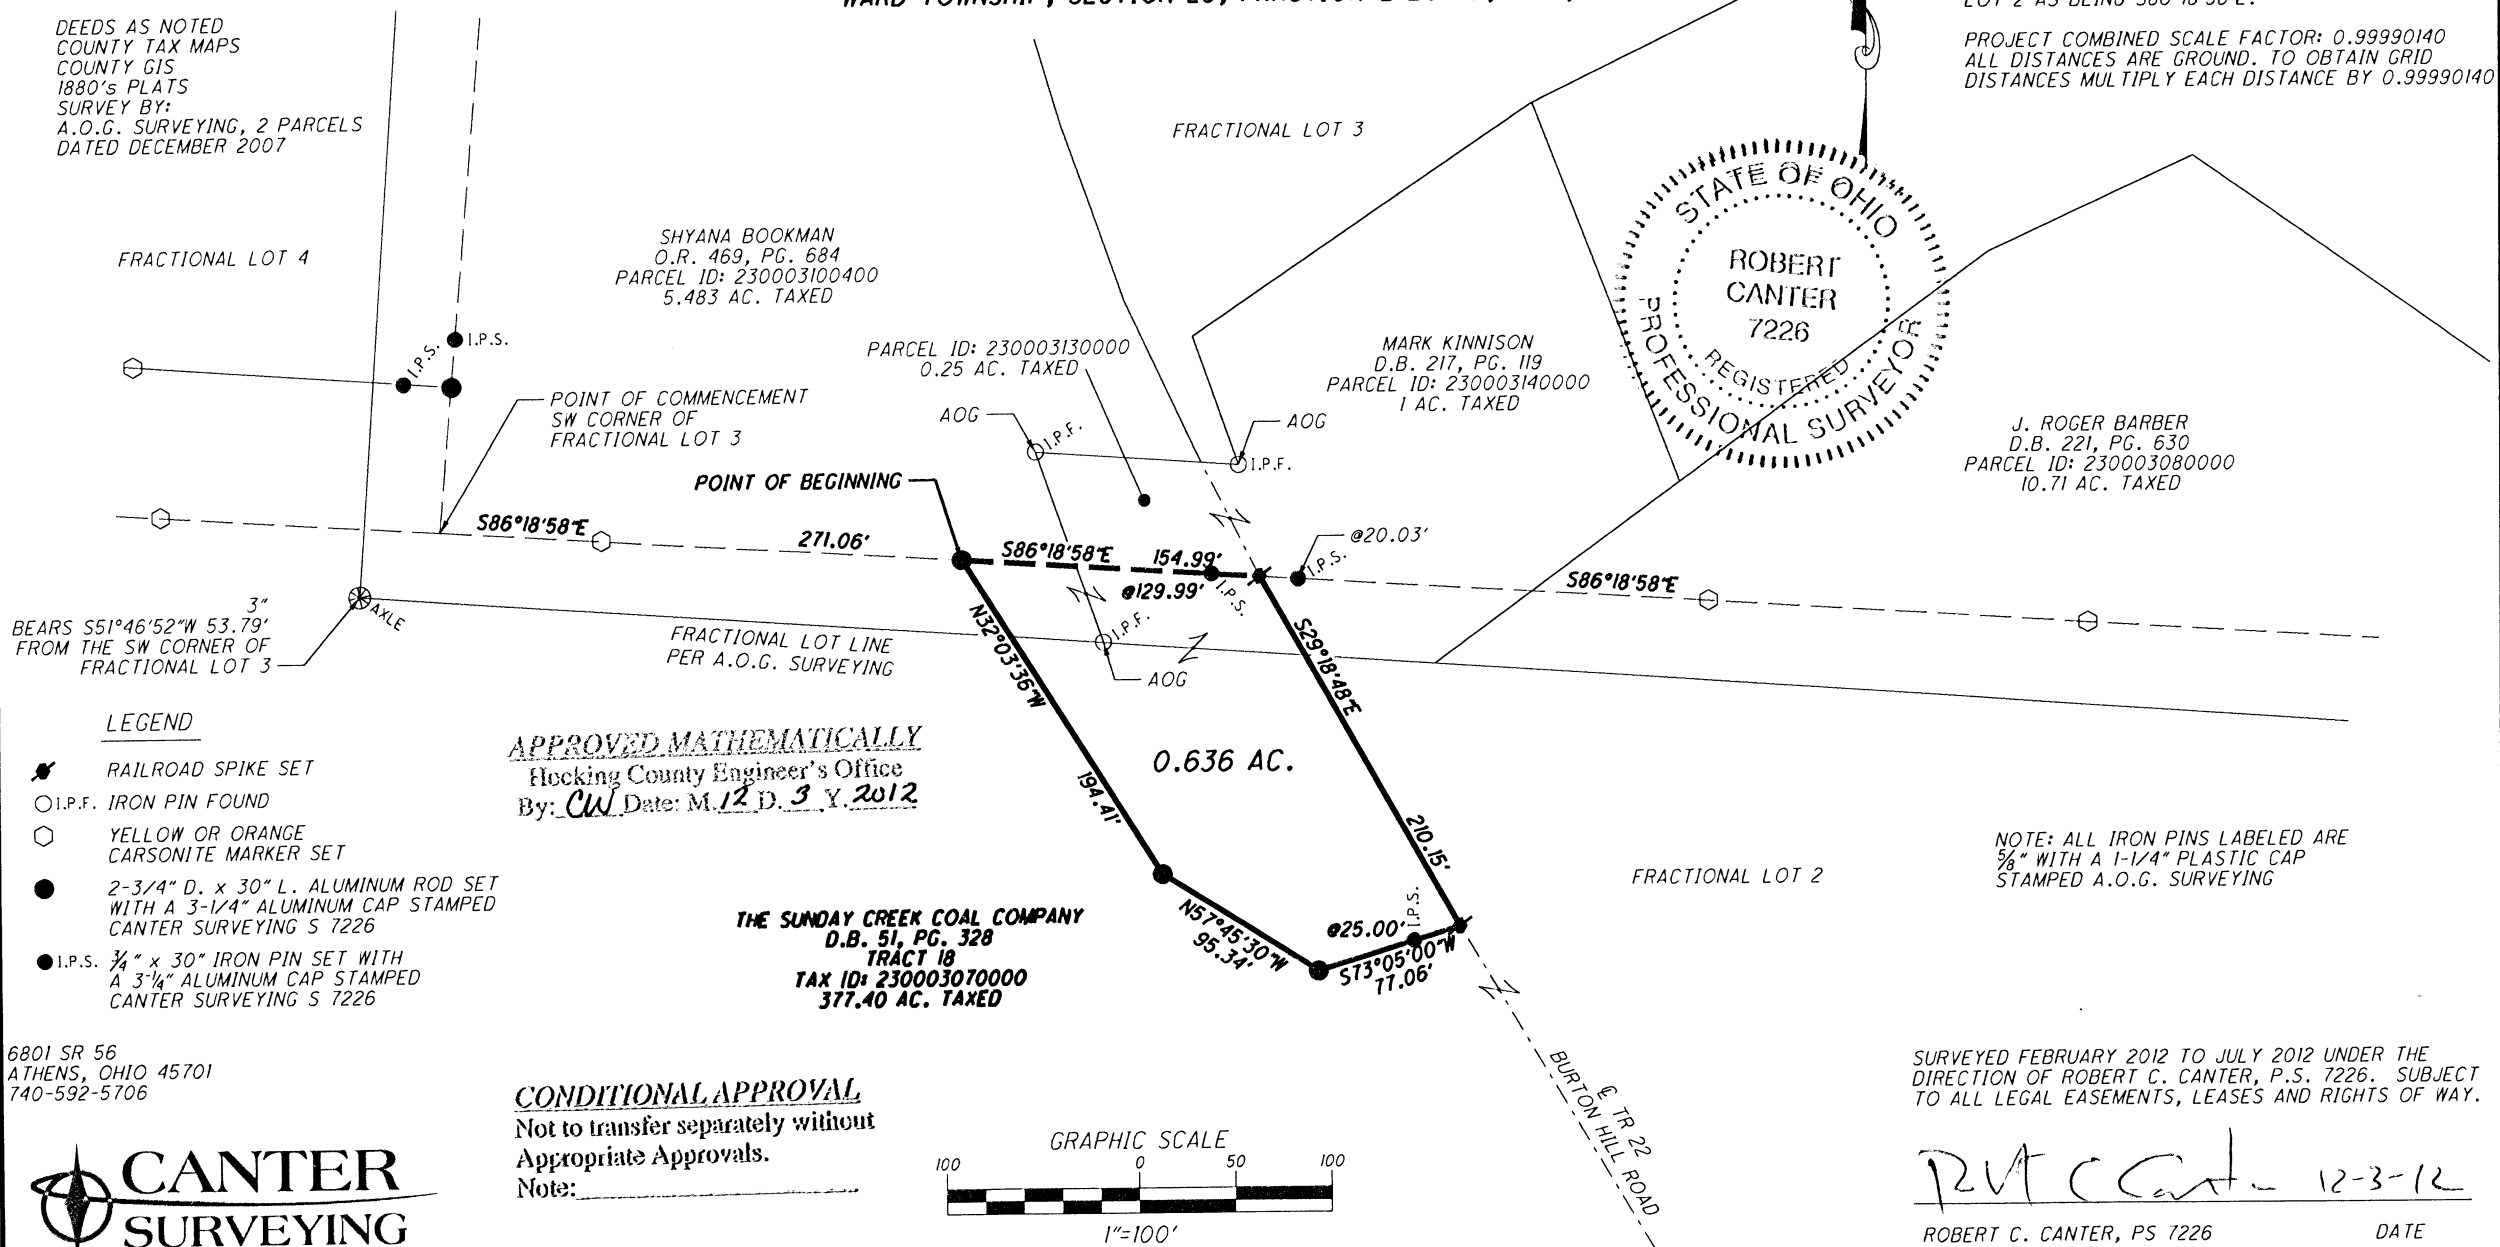 DEEDS AS NOTED
COUNTY TAX MAPS
COUNTY GIS
1880's PLATS
SURVEY BY:
A.O.G. SURVEYING, 2 PARCELS
DATED DECEMBER 2007
PROJECT COMBINED SCALE FACTOR: 0.99990140
ALL DISTANCES ARE GROUND. TO OBTAIN GRID
DISTANCES MULTIPLY EACH DISTANCE BY 0.99990140
FRACTIONAL LOT 3
STATE OF OHIO
ROBERT
CANTER
7226
REGISTERED
PROFESSIONAL SURVEYOR
FRACTIONAL LOT 4
SHYANA BOOKMAN
O.R. 469, PG. 684
PARCEL ID: 230003100400
5.483 AC. TAXED
I.P.S.
I.P.S.
PARCEL ID: 230003130000
0.25 AC. TAXED
MARK KINNISON
D.B. 217, PG. 119
PARCEL ID: 230003140000
1 AC. TAXED
J. ROGER BARBER
D.B. 221, PG. 630
PARCEL ID: 230003080000
10.71 AC. TAXED
POINT OF COMMENCEMENT
SW CORNER OF
FRACTIONAL LOT 3
AOG
I.P.F.
AOG
I.P.F.
POINT OF BEGINNING
S86°18'58"E
271.06'
S86°18'58"E
154.99'
@129.99'
I.P.S.
@20.03'
I.P.S.
S86°18'58"E
3"
BEARS S51°46'52"W 53.79'
FROM THE SW CORNER OF
FRACTIONAL LOT 3
AXLE
FRACTIONAL LOT LINE
PER A.O.G. SURVEYING
I.P.F.
AOG
N32°03'36"W
194.41'
S29°18'48"E
210.15'
0.636 AC.
LEGEND
RAILROAD SPIKE SET
I.P.F. IRON PIN FOUND
YELLOW OR ORANGE
CARSONITE MARKER SET
2-3/4" D. x 30" L. ALUMINUM ROD SET
WITH A 3-1/4" ALUMINUM CAP STAMPED
CANTER SURVEYING S 7226
I.P.S. 3/4" x 30" IRON PIN SET WITH
A 3-1/4" ALUMINUM CAP STAMPED
CANTER SURVEYING S 7226
APPROVED MATHEMATICALLY
Hocking County Engineer's Office
By: CW Date: M. 12 D. 3 Y. 2012
THE SUNDAY CREEK COAL COMPANY
D.B. 51, PG. 328
TRACT 18
TAX ID: 230003070000
377.40 AC. TAXED
N57°45'30"W
95.34'
@25.00'
I.P.S.
S73°05'00"W
77.06'
FRACTIONAL LOT 2
NOTE: ALL IRON PINS LABELED ARE
5/8" WITH A 1-1/4" PLASTIC CAP
STAMPED A.O.G. SURVEYING
6801 SR 56
ATHENS, OHIO 45701
740-592-5706
CANTER
SURVEYING
CONDITIONAL APPROVAL
Not to transfer separately without
Appropriate Approvals.
Note:
GRAPHIC SCALE
100 0 50 100
1"=100'
℄ TR 22
BURTON HILL ROAD
SURVEYED FEBRUARY 2012 TO JULY 2012 UNDER THE
DIRECTION OF ROBERT C. CANTER, P.S. 7226. SUBJECT
TO ALL LEGAL EASEMENTS, LEASES AND RIGHTS OF WAY.
12-3-12
ROBERT C. CANTER, PS 7226 DATE